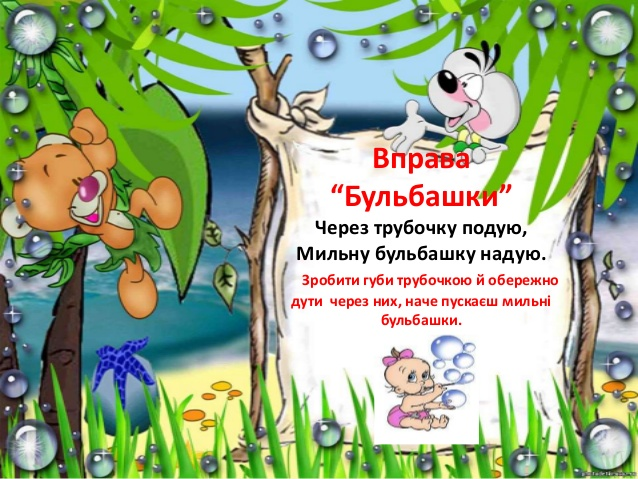 Вправа
“Бульбашки”
Через трубочку подую,
Мильну бульбашку надую.
Зробити губи трубочкою й обережно
дути через них, наче пускаєш мильні
бульбашки.